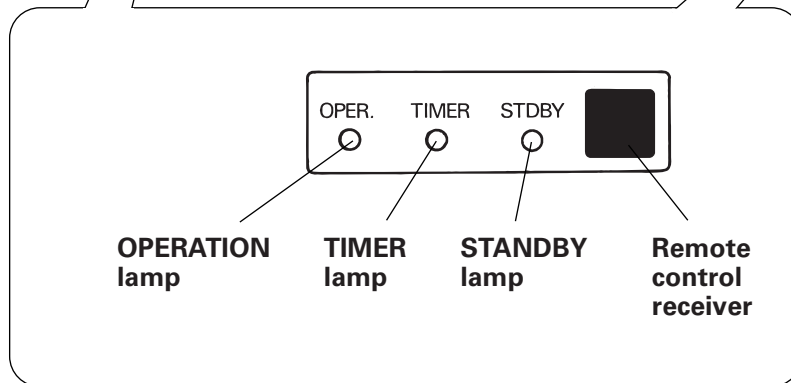 OPER. TIMER STDBY
OPERATION lamp
TIMER lamp
STANDBY lamp
Remote control receiver